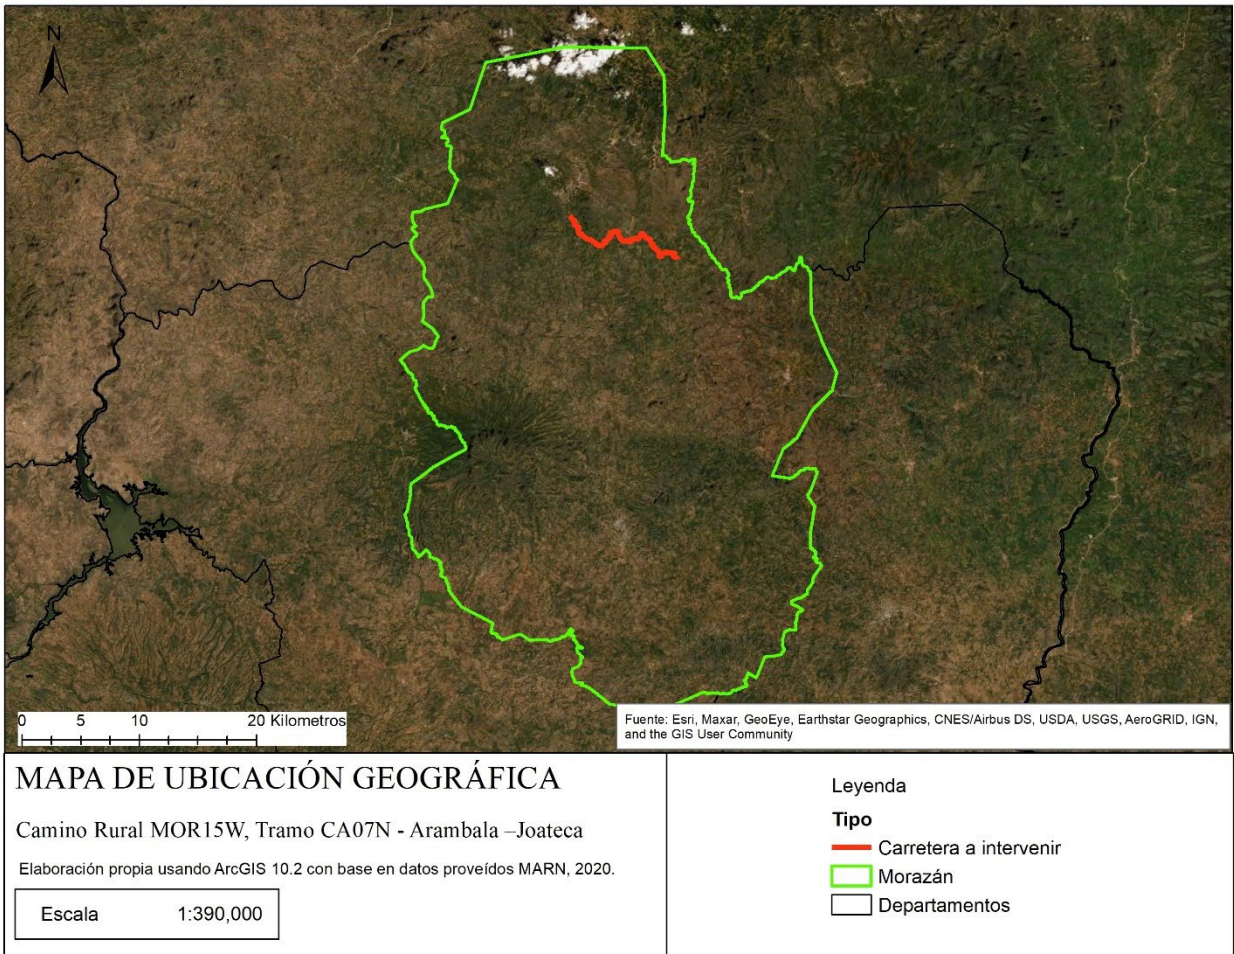 N
0 5 10 20 Kilometros
Fuente: Esri, Maxar, GeoEye, Earthstar Geographics, CNES/Airbus DS, USDA, USGS, AeroGRID, IGN,
and the GIS User Community
MAPA DE UBICACIÓN GEOGRÁFICA
Camino Rural MOR15W, Tramo CA07N - Arambala –Joateca
Elaboración propia usando ArcGIS 10.2 con base en datos proveídos MARN, 2020.
Escala 1:390,000
Leyenda
Tipo
Carretera a intervenir
Morazán
Departamentos